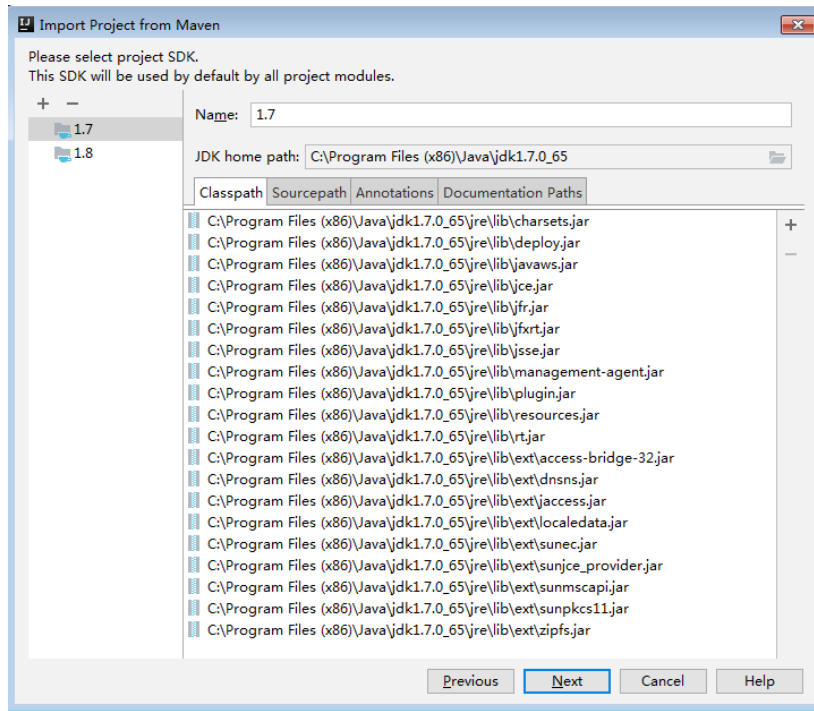 Import Project from Maven
Please select project SDK.
This SDK will be used by default by all project modules.
1.7
1.8
Name: 1.7
JDK home path: C:\Program Files (x86)\Java\jdk1.7.0_65
Classpath Sourcepath Annotations Documentation Paths
C:\Program Files (x86)\Java\jdk1.7.0_65\jre\lib\charsets.jar
C:\Program Files (x86)\Java\jdk1.7.0_65\jre\lib\deploy.jar
C:\Program Files (x86)\Java\jdk1.7.0_65\jre\lib\javaws.jar
C:\Program Files (x86)\Java\jdk1.7.0_65\jre\lib\jce.jar
C:\Program Files (x86)\Java\jdk1.7.0_65\jre\lib\jfr.jar
C:\Program Files (x86)\Java\jdk1.7.0_65\jre\lib\jfxrt.jar
C:\Program Files (x86)\Java\jdk1.7.0_65\jre\lib\jsse.jar
C:\Program Files (x86)\Java\jdk1.7.0_65\jre\lib\management-agent.jar
C:\Program Files (x86)\Java\jdk1.7.0_65\jre\lib\plugin.jar
C:\Program Files (x86)\Java\jdk1.7.0_65\jre\lib\resources.jar
C:\Program Files (x86)\Java\jdk1.7.0_65\jre\lib\rt.jar
C:\Program Files (x86)\Java\jdk1.7.0_65\jre\lib\ext\access-bridge-32.jar
C:\Program Files (x86)\Java\jdk1.7.0_65\jre\lib\ext\dnsns.jar
C:\Program Files (x86)\Java\jdk1.7.0_65\jre\lib\ext\jaccess.jar
C:\Program Files (x86)\Java\jdk1.7.0_65\jre\lib\ext\localedata.jar
C:\Program Files (x86)\Java\jdk1.7.0_65\jre\lib\ext\sunec.jar
C:\Program Files (x86)\Java\jdk1.7.0_65\jre\lib\ext\sunjce_provider.jar
C:\Program Files (x86)\Java\jdk1.7.0_65\jre\lib\ext\sunmscapi.jar
C:\Program Files (x86)\Java\jdk1.7.0_65\jre\lib\ext\sunpkcs11.jar
C:\Program Files (x86)\Java\jdk1.7.0_65\jre\lib\ext\zipfs.jar
Previous Next Cancel Help